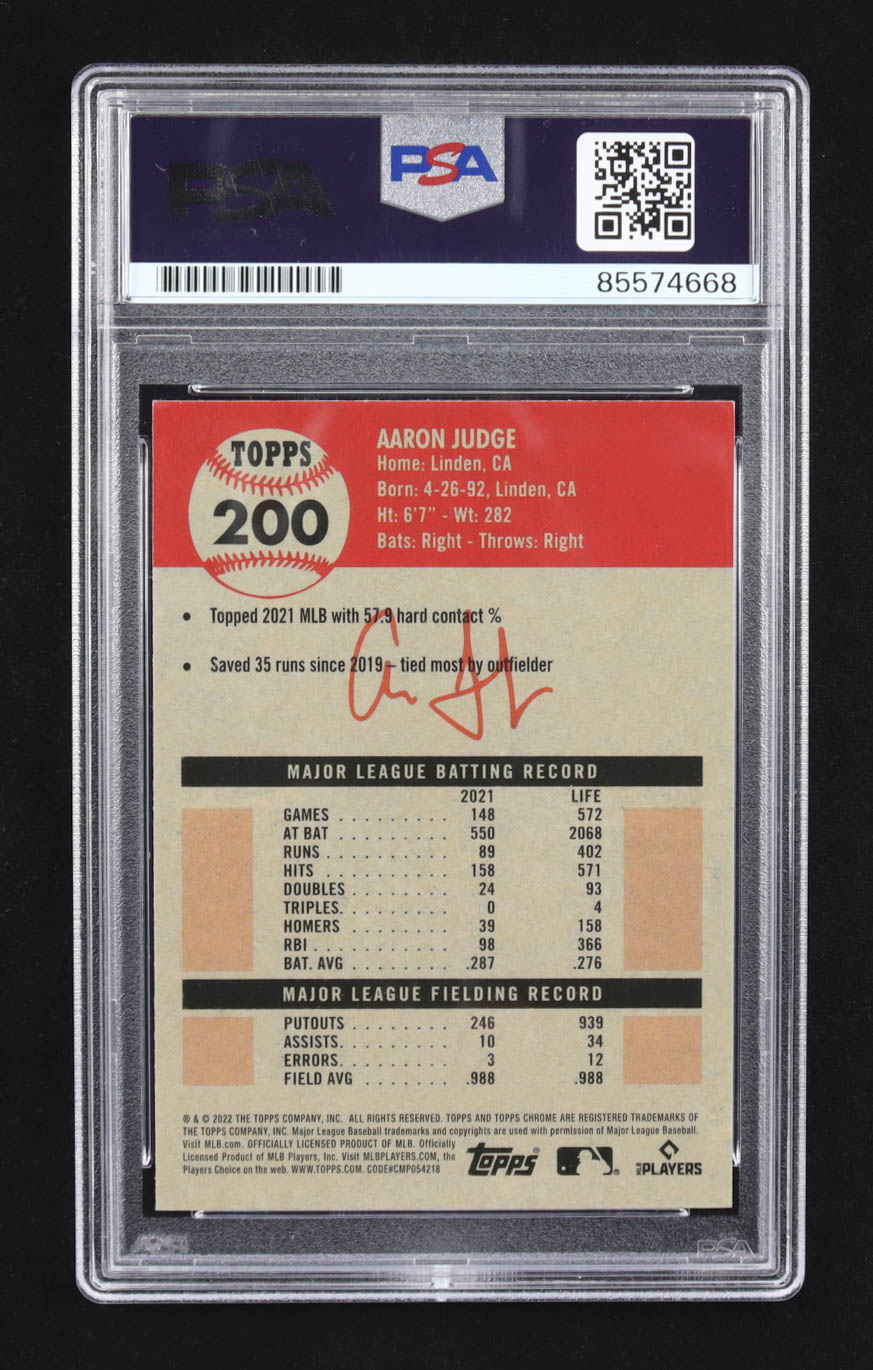 PSA
PSA
85574668
TOPPS
200
AARON JUDGE
Home: Linden, CA
Born: 4-26-92, Linden, CA
Ht: 6'7" - Wt: 282
Bats: Right - Throws: Right
• Topped 2021 MLB with 57.9 hard contact %
• Saved 35 runs since 2019 – tied most by outfielder
MAJOR LEAGUE BATTING RECORD
2021 LIFE
GAMES . . . . . . . . . 148 572
AT BAT . . . . . . . . . 550 2068
RUNS . . . . . . . . . . 89 402
HITS . . . . . . . . . . 158 571
DOUBLES . . . . . . . . 24 93
TRIPLES. . . . . . . . . 0 4
HOMERS . . . . . . . . 39 158
RBI . . . . . . . . . . . 98 366
BAT. AVG . . . . . . . . .287 .276
MAJOR LEAGUE FIELDING RECORD
PUTOUTS . . . . . . . . 246 939
ASSISTS. . . . . . . . . 10 34
ERRORS. . . . . . . . . 3 12
FIELD AVG . . . . . . . .988 .988
® & © 2022 THE TOPPS COMPANY, INC. ALL RIGHTS RESERVED. TOPPS AND TOPPS CHROME ARE REGISTERED TRADEMARKS OF
THE TOPPS COMPANY, INC. Major League Baseball trademarks and copyrights are used with permission of Major League Baseball.
Visit MLB.com. OFFICIALLY LICENSED PRODUCT OF MLB. Officially
Licensed Product of MLB Players, Inc. Visit MLBPLAYERS.COM, the
Players Choice on the web. WWW.TOPPS.COM. CODE#CMP054218
TOPPS®
MLB PLAYERS
PSA